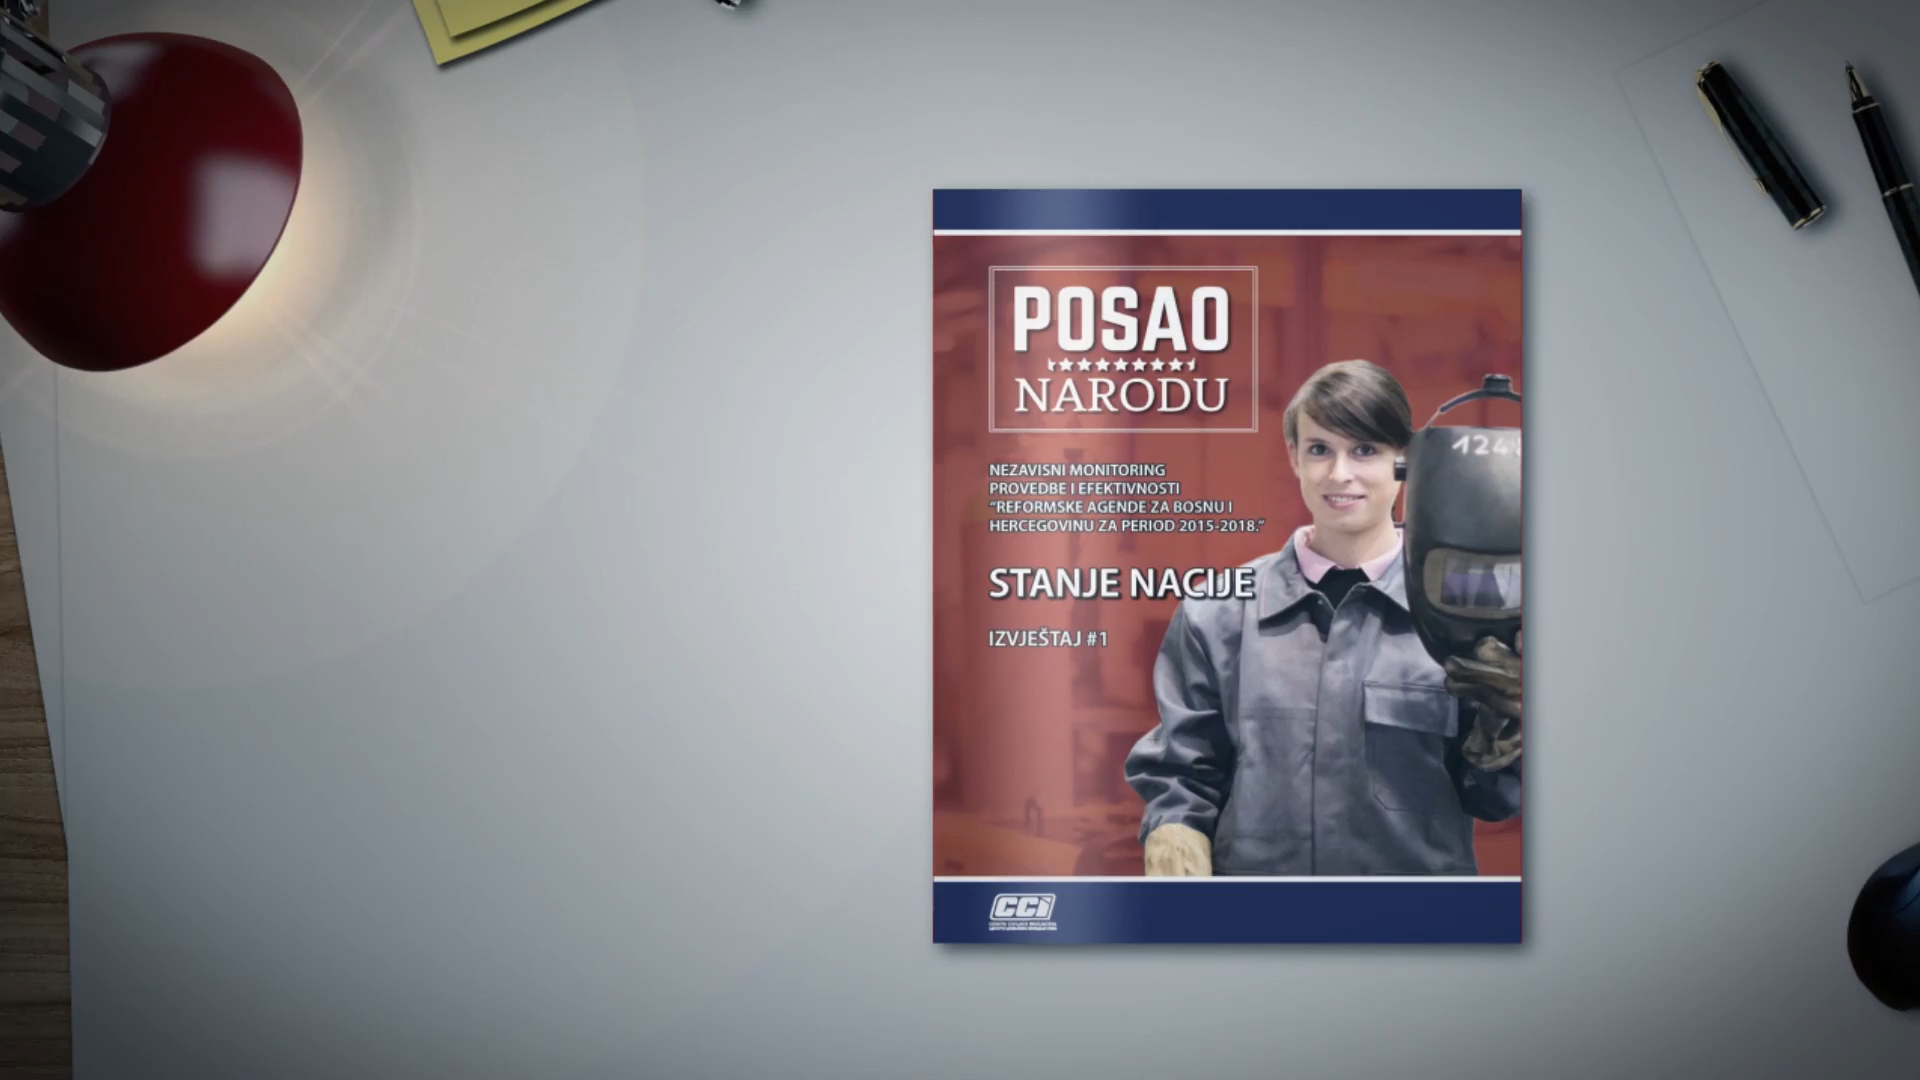 POSAO
NARODU
NEZAVISNI MONITORING
PROVEDBE I EFEKTIVNOSTI
“REFORMSKE AGENDE ZA BOSNU I
HERCEGOVINU ZA PERIOD 2015-2018.”
STANJE NACIJE
IZVJEŠTAJ #1
124
CCI